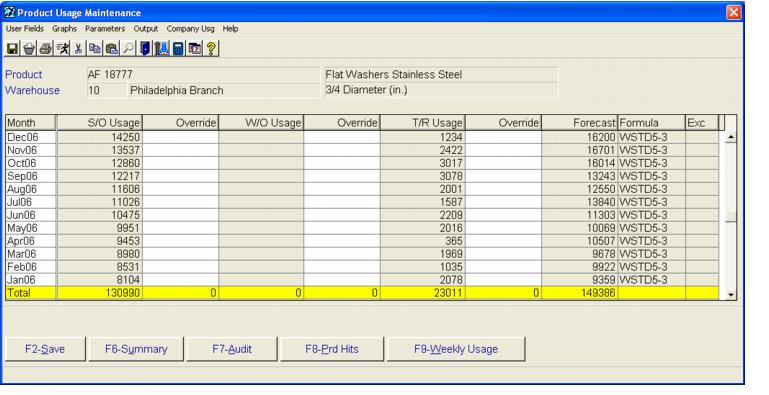 Product Usage Maintenance
User Fields Graphs Parameters Output Company Usg Help
Product AF 18777 Flat Washers Stainless Steel
Warehouse 10 Philadelphia Branch 3/4 Diameter (in.)
Month S/O Usage Override W/O Usage Override T/R Usage Override Forecast Formula Exc
Dec06 14250 1234 16200 WSTD5-3
Nov06 13537 2422 16701 WSTD5-3
Oct06 12860 3017 16014 WSTD5-3
Sep06 12217 3078 13243 WSTD5-3
Aug06 11606 2001 12550 WSTD5-3
Jul06 11026 1587 13840 WSTD5-3
Jun06 10475 2209 11303 WSTD5-3
May06 9951 2016 10069 WSTD5-3
Apr06 9453 365 10507 WSTD5-3
Mar06 8980 1969 9678 WSTD5-3
Feb06 8531 1035 9922 WSTD5-3
Jan06 8104 2078 9359 WSTD5-3
Total 130990 0 0 0 23011 0 149386
F2-Save F6-Summary F7-Audit F8-Prd Hits F9-Weekly Usage